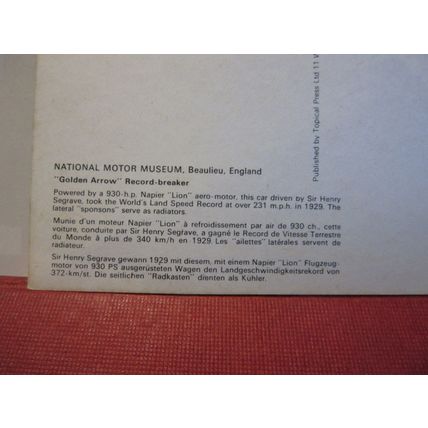 NATIONAL MOTOR MUSEUM, Beaulieu, England
"Golden Arrow" Record-breaker
Powered by a 930-h.p. Napier "Lion" aero-motor, this car driven by Sir Henry
Segrave, took the World's Land Speed Record at over 231 m.p.h. in 1929. The
lateral "sponsons" serve as radiators.
Munie d'un moteur Napier "Lion" à refroidissement par air de 930 ch., cette
voiture, conduite par Sir Henry Segrave, a gagné le Record de Vitesse Terrestre
du Monde à plus de 340 km/h en 1929. Les "ailettes" latérales servent de
radiateur.
Sir Henry Segrave gewann 1929 mit diesem, mit einem Napier "Lion" Flugzeug-
motor von 930 PS ausgerüsteten Wagen den Landgeschwindigkeitsrekord von
372-km/st. Die seitlichen "Radkasten" dienten als Kühler.
Published by Topical Press Ltd 11